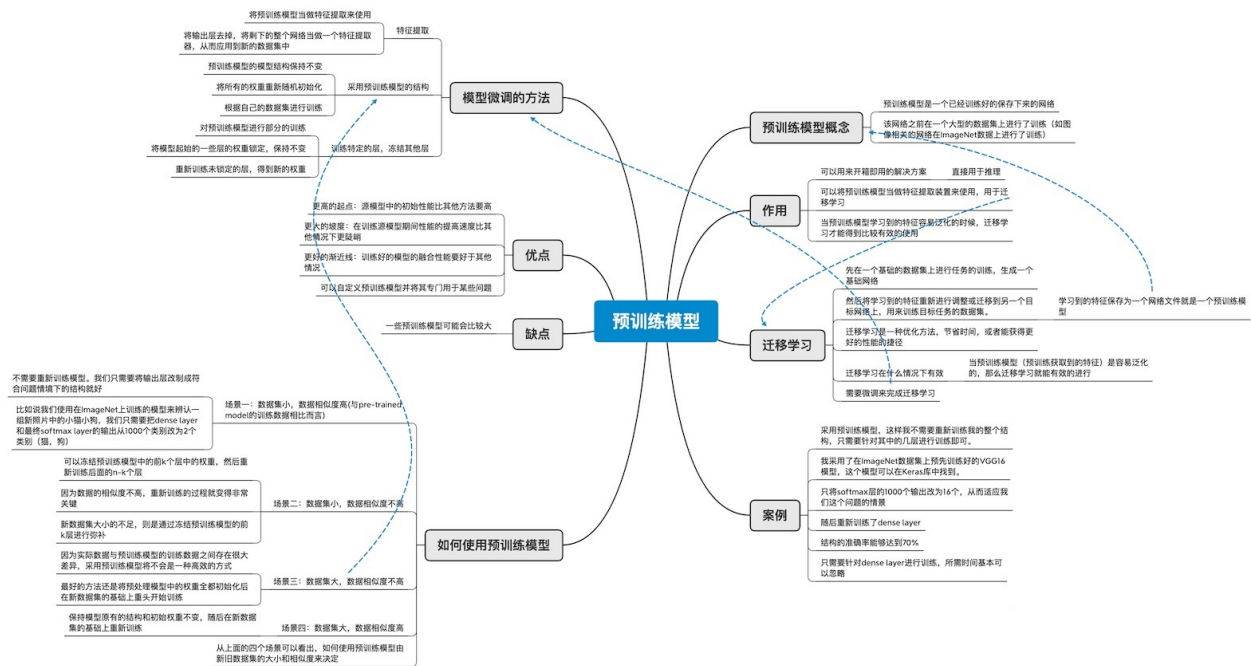 预训练模型
预训练模型概念
预训练模型是一个已经训练好的保存下来的网络
该网络之前在一个大型的数据集上进行了训练（如图
像相关的网络在ImageNet数据上进行了训练）
作用
可以用来开箱即用的解决方案
直接用于推理
可以将预训练模型当做特征提取装置来使用，用于迁
移学习
当预训练模型学习到的特征容易泛化的时候，迁移学
习才能得到比较有效的使用
迁移学习
先在一个基础的数据集上进行任务的训练，生成一个
基础网络
然后将学习到的特征重新进行调整或迁移到另一个目
标网络上，用来训练目标任务的数据集。
学习到的特征保存为一个网络文件就是一个预训练模
型
迁移学习是一种优化方法，节省时间，或者能获得更
好的性能的捷径
迁移学习在什么情况下有效
当预训练模型（预训练获取到的特征）是容易泛化
的，那么迁移学习就能有效的进行
需要微调来完成迁移学习
案例
采用预训练模型，这样我不需要重新训练我的整个结
构，只需要针对其中的几层进行训练即可。
我采用了在ImageNet数据集上预先训练好的VGG16
模型，这个模型可以在Keras库中找到。
只将softmax层的1000个输出改为16个，从而适应我
们这个问题的情景
随后重新训练了dense layer
结构的准确率能够达到70%
只需要针对dense layer进行训练，所需时间基本可
以忽略
模型微调的方法
特征提取
将预训练模型当做特征提取来使用
将输出层去掉，将剩下的整个网络当做一个特征提取
器，从而应用到新的数据集中
采用预训练模型的结构
预训练模型的模型结构保持不变
将所有的权重重新随机初始化
根据自己的数据集进行训练
训练特定的层，冻结其他层
对预训练模型进行部分的训练
将模型起始的一些层的权重锁定，保持不变
重新训练未锁定的层，得到新的权重
优点
更高的起点：源模型中的初始性能比其他方法要高
更大的坡度：在训练源模型期间性能的提高速度比其
他情况下更陡峭
更好的渐近线：训练好的模型的融合性能要好于其他
情况
可以自定义预训练模型并将其专门用于某些问题
缺点
一些预训练模型可能会比较大
如何使用预训练模型
场景一：数据集小，数据相似度高(与pre-trained
model的训练数据相比而言)
不需要重新训练模型。我们只需要将输出层改制成符
合问题情境下的结构就好
比如说我们使用在ImageNet上训练的模型来辨认一
组新照片中的小猫小狗，我们只需要把dense layer
和最终softmax layer的输出从1000个类别改为2个
类别（猫，狗）
场景二：数据集小，数据相似度不高
可以冻结预训练模型中的前k个层中的权重，然后重
新训练后面的n-k个层
因为数据的相似度不高，重新训练的过程就变得非常
关键
新数据集大小的不足，则是通过冻结预训练模型的前
k层进行弥补
场景三：数据集大，数据相似度不高
因为实际数据与预训练模型的训练数据之间存在很大
差异，采用预训练模型将不会是一种高效的方式
最好的方法还是将预处理模型中的权重全都初始化后
在新数据集的基础上重头开始训练
场景四：数据集大，数据相似度高
保持模型原有的结构和初始权重不变，随后在新数据
集的基础上重新训练
从上面的四个场景可以看出，如何使用预训练模型由
新旧数据集的大小和相似度来决定